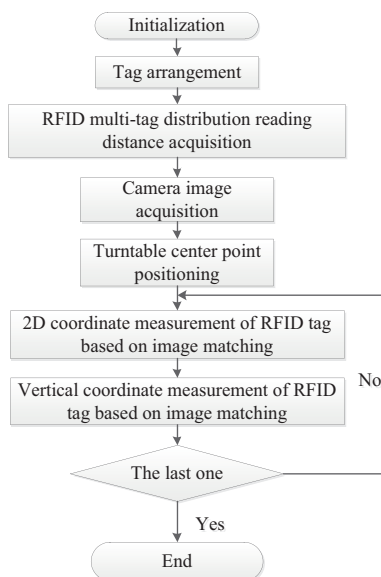 Initialization
Tag arrangement
RFID multi-tag distribution reading
distance acquisition
Camera image
acquisition
Turntable center point
positioning
2D coordinate measurement of RFID tag
based on image matching
No
Vertical coordinate measurement of RFID
tag based on image matching
The last one
Yes
End